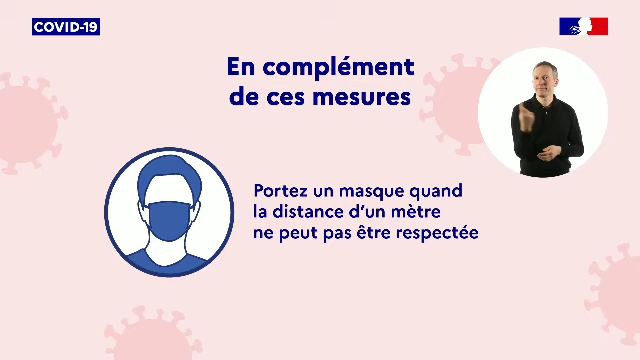 COVID-19
En complément
de ces mesures
Portez un masque quand
la distance d'un mètre
ne peut pas être respectée